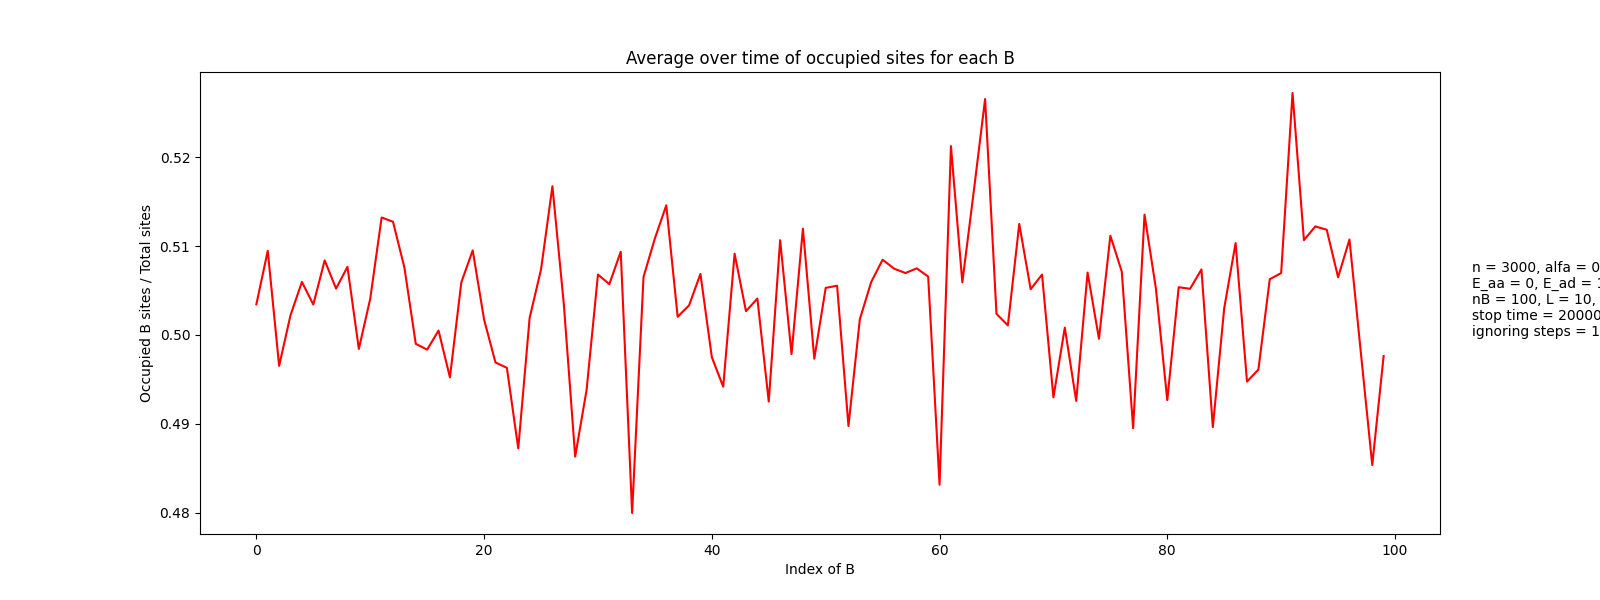 Average over time of occupied sites for each B
Occupied B sites / Total sites
0.52
0.51
0.50
0.49
0.48
0 20 40 60 80 100
Index of B
n = 3000, alfa = 0
E_aa = 0, E_ad = 1
nB = 100, L = 10,
stop time = 20000
ignoring steps = 1